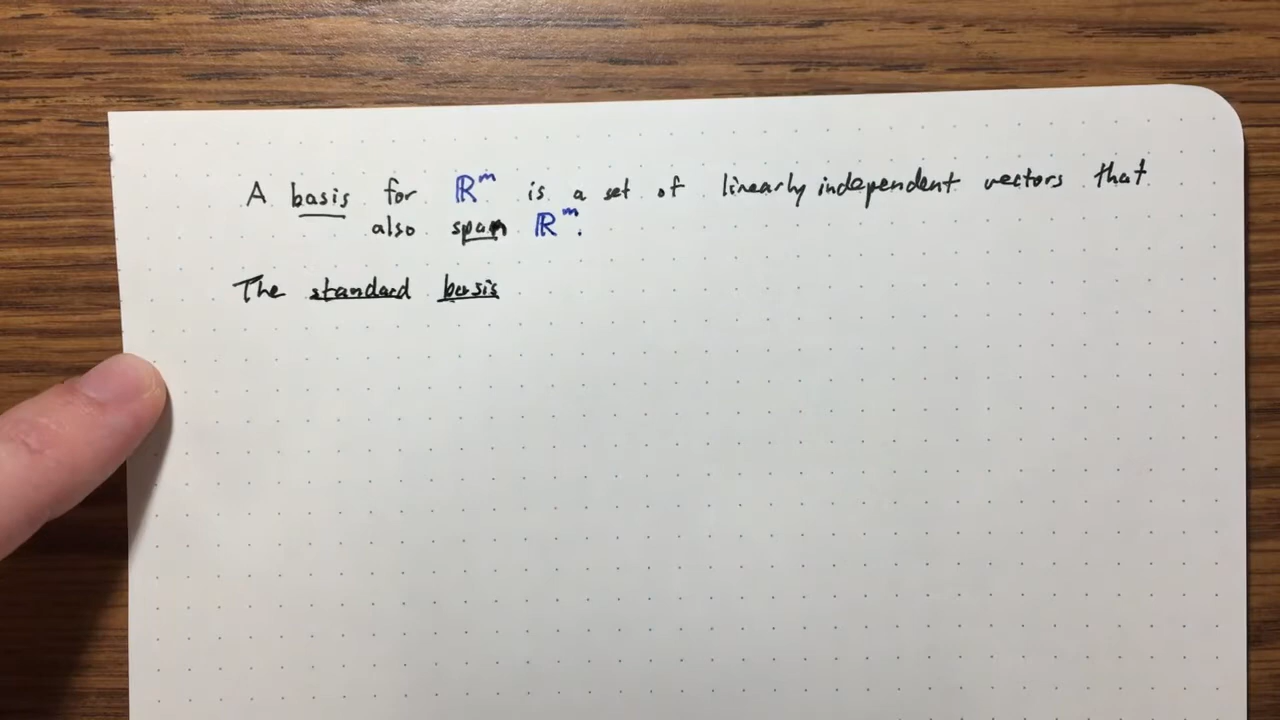 A basis for ℝᵐ is a set of linearly independent vectors that
also span ℝᵐ.
The standard basis